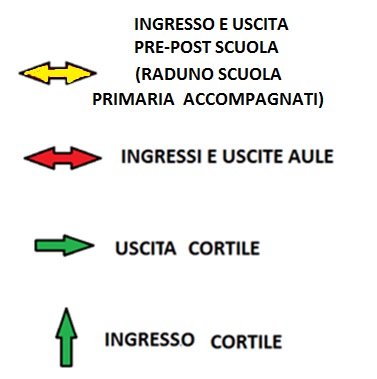 INGRESSO E USCITA
PRE-POST SCUOLA
(RADUNO SCUOLA
PRIMARIA ACCOMPAGNATI)
INGRESSI E USCITE AULE
USCITA CORTILE
INGRESSO CORTILE